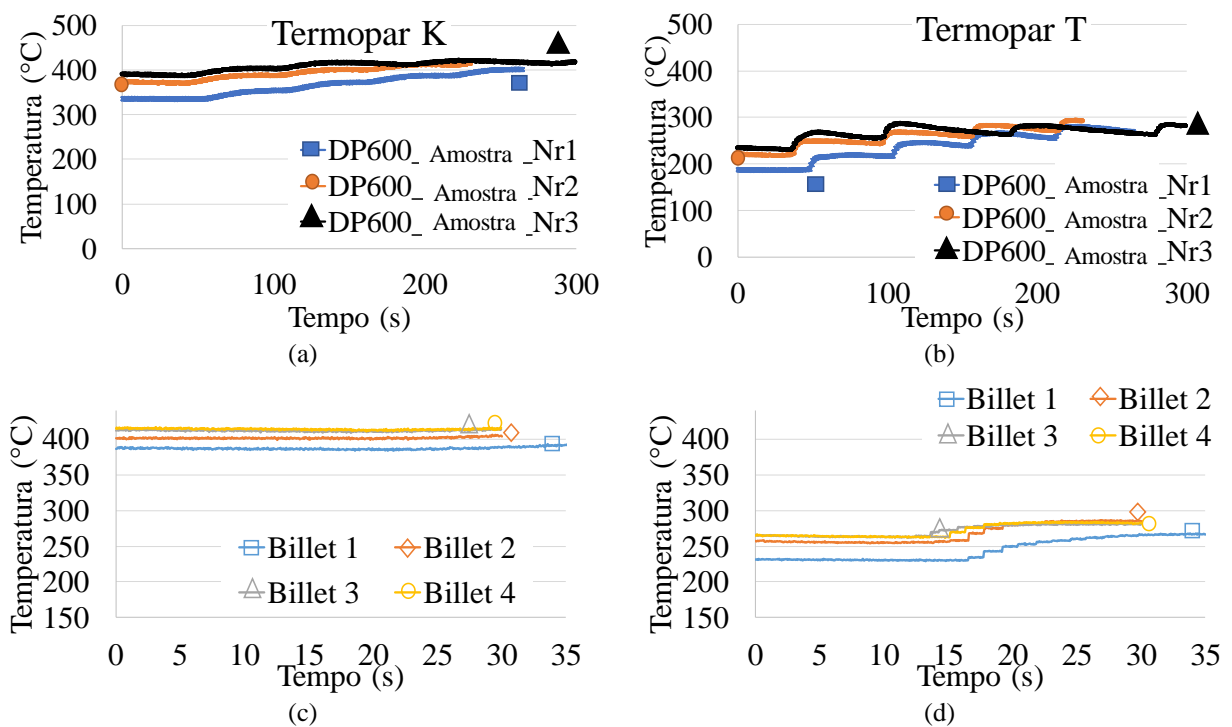 Termopar K
Temperatura (°C)
500
400
300
200
100
0
DP600_ Amostra _Nr1
DP600_ Amostra _Nr2
DP600_ Amostra _Nr3
0 100 200 300
Tempo (s)
(a)
Termopar T
Temperatura (°C)
500
400
300
200
100
0
DP600_ Amostra _Nr1
DP600_ Amostra _Nr2
DP600_ Amostra _Nr3
0 100 200 300
Tempo (s)
(b)
Temperatura (°C)
400
350
300
250
200
150
Billet 1 Billet 2
Billet 3 Billet 4
0 5 10 15 20 25 30 35
Tempo (s)
(c)
Billet 1 Billet 2
Billet 3 Billet 4
Temperatura (°C)
400
350
300
250
200
150
0 5 10 15 20 25 30 35
Tempo (s)
(d)